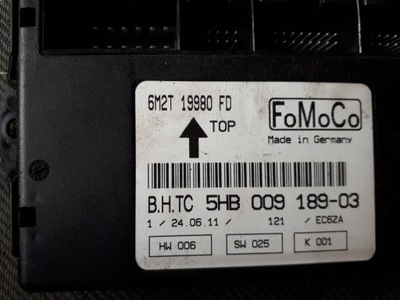 6M2T 19980 FD
FoMoCo
TOP
Made in Germany
B.H.TC 5HB 009 189-03
1 / 24.06.11 / 121 / EC6ZA
HW 006 SW 025 K 001